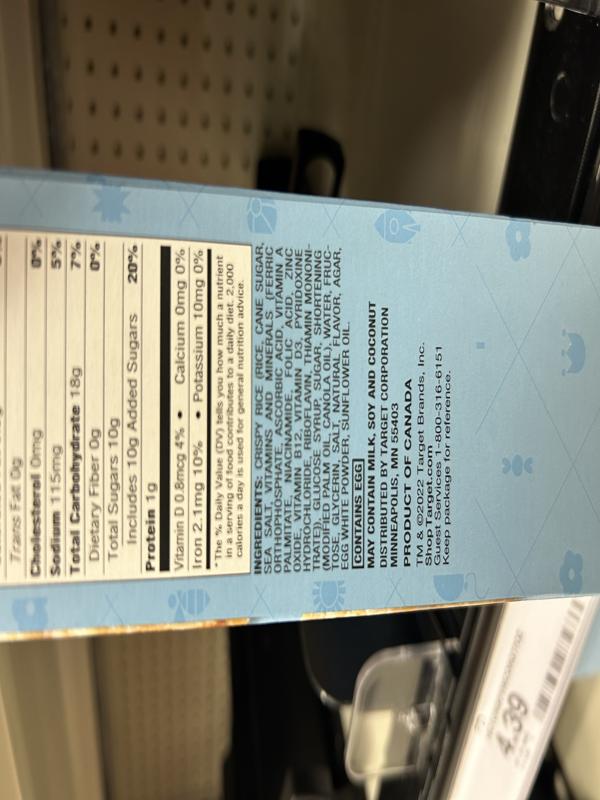 Trans Fat 0g
Cholesterol 0mg 0%
Sodium 115mg 5%
Total Carbohydrate 18g 7%
Dietary Fiber 0g 0%
Total Sugars 10g
Includes 10g Added Sugars 20%
Protein 1g
Vitamin D 0.8mcg 4% • Calcium 0mg 0%
Iron 2.1mg 10% • Potassium 10mg 0%
*The % Daily Value (DV) tells you how much a nutrient
in a serving of food contributes to a daily diet. 2,000
calories a day is used for general nutrition advice.
INGREDIENTS: CRISPY RICE (RICE, CANE SUGAR,
SEA SALT, VITAMINS AND MINERALS (FERRIC
ORTHOPHOSPHATE, ASCORBIC ACID, VITAMIN A
PALMITATE, NIACINAMIDE, FOLIC ACID, ZINC
OXIDE, VITAMIN B12, VITAMIN D3, PYRIDOXINE
HYDROCHLORIDE, RIBOFLAVIN, THIAMIN MONONI-
TRATE)), GLUCOSE SYRUP, SUGAR, SHORTENING
(MODIFIED PALM OIL, CANOLA OIL), WATER, FRUC-
TOSE, GLYCERIN, SALT, NATURAL FLAVOR, AGAR,
EGG WHITE POWDER, SUNFLOWER OIL.
CONTAINS EGG
MAY CONTAIN MILK, SOY AND COCONUT
DISTRIBUTED BY TARGET CORPORATION
MINNEAPOLIS, MN 55403
PRODUCT OF CANADA
TM & ©2022 Target Brands, Inc.
Shop Target.com
Guest Services 1-800-316-6151
Keep package for reference.
4.39